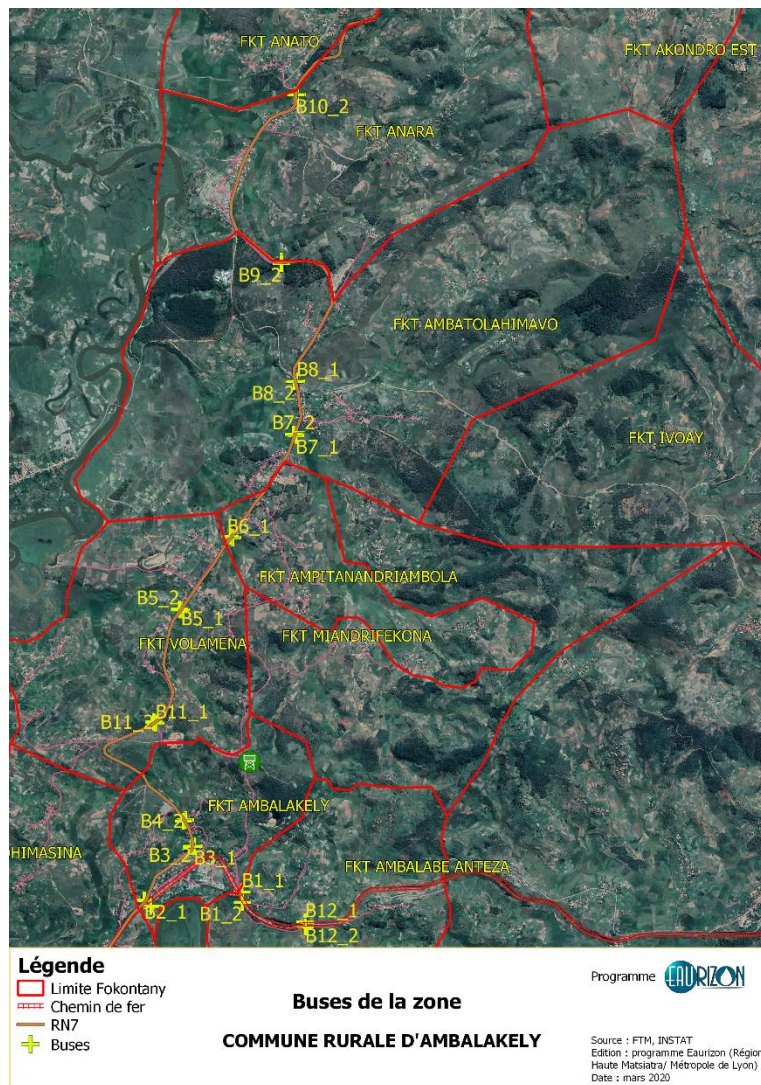 FKT ANATO
FKT AKONDRO EST
B10_2
FKT ANARA
B9_2
FKT AMBATOLAHIMAVO
B8_1
B8_2
B7_2
FKT IVOAY
B7_1
B6_1
FKT AMPITANANDRIAMBOLA
B5_2
B5_1
FKT MIANDRIFEKONA
FKT VOLAMENA
B11_1
B11_2
FKT AMBALAKELY
B4_2
B3_2
B3_1
HIMASINA
FKT AMBALABE ANTEZA
B1_1
B2_1
B1_2
B12_1
B12_2
Légende
Limite Fokontany
Chemin de fer
RN7
Buses
Buses de la zone
COMMUNE RURALE D'AMBALAKELY
Programme EAURIZON
Source : FTM, INSTAT
Edition : programme Eaurizon (Région
Haute Matsiatra/ Métropole de Lyon)
Date : mars 2020